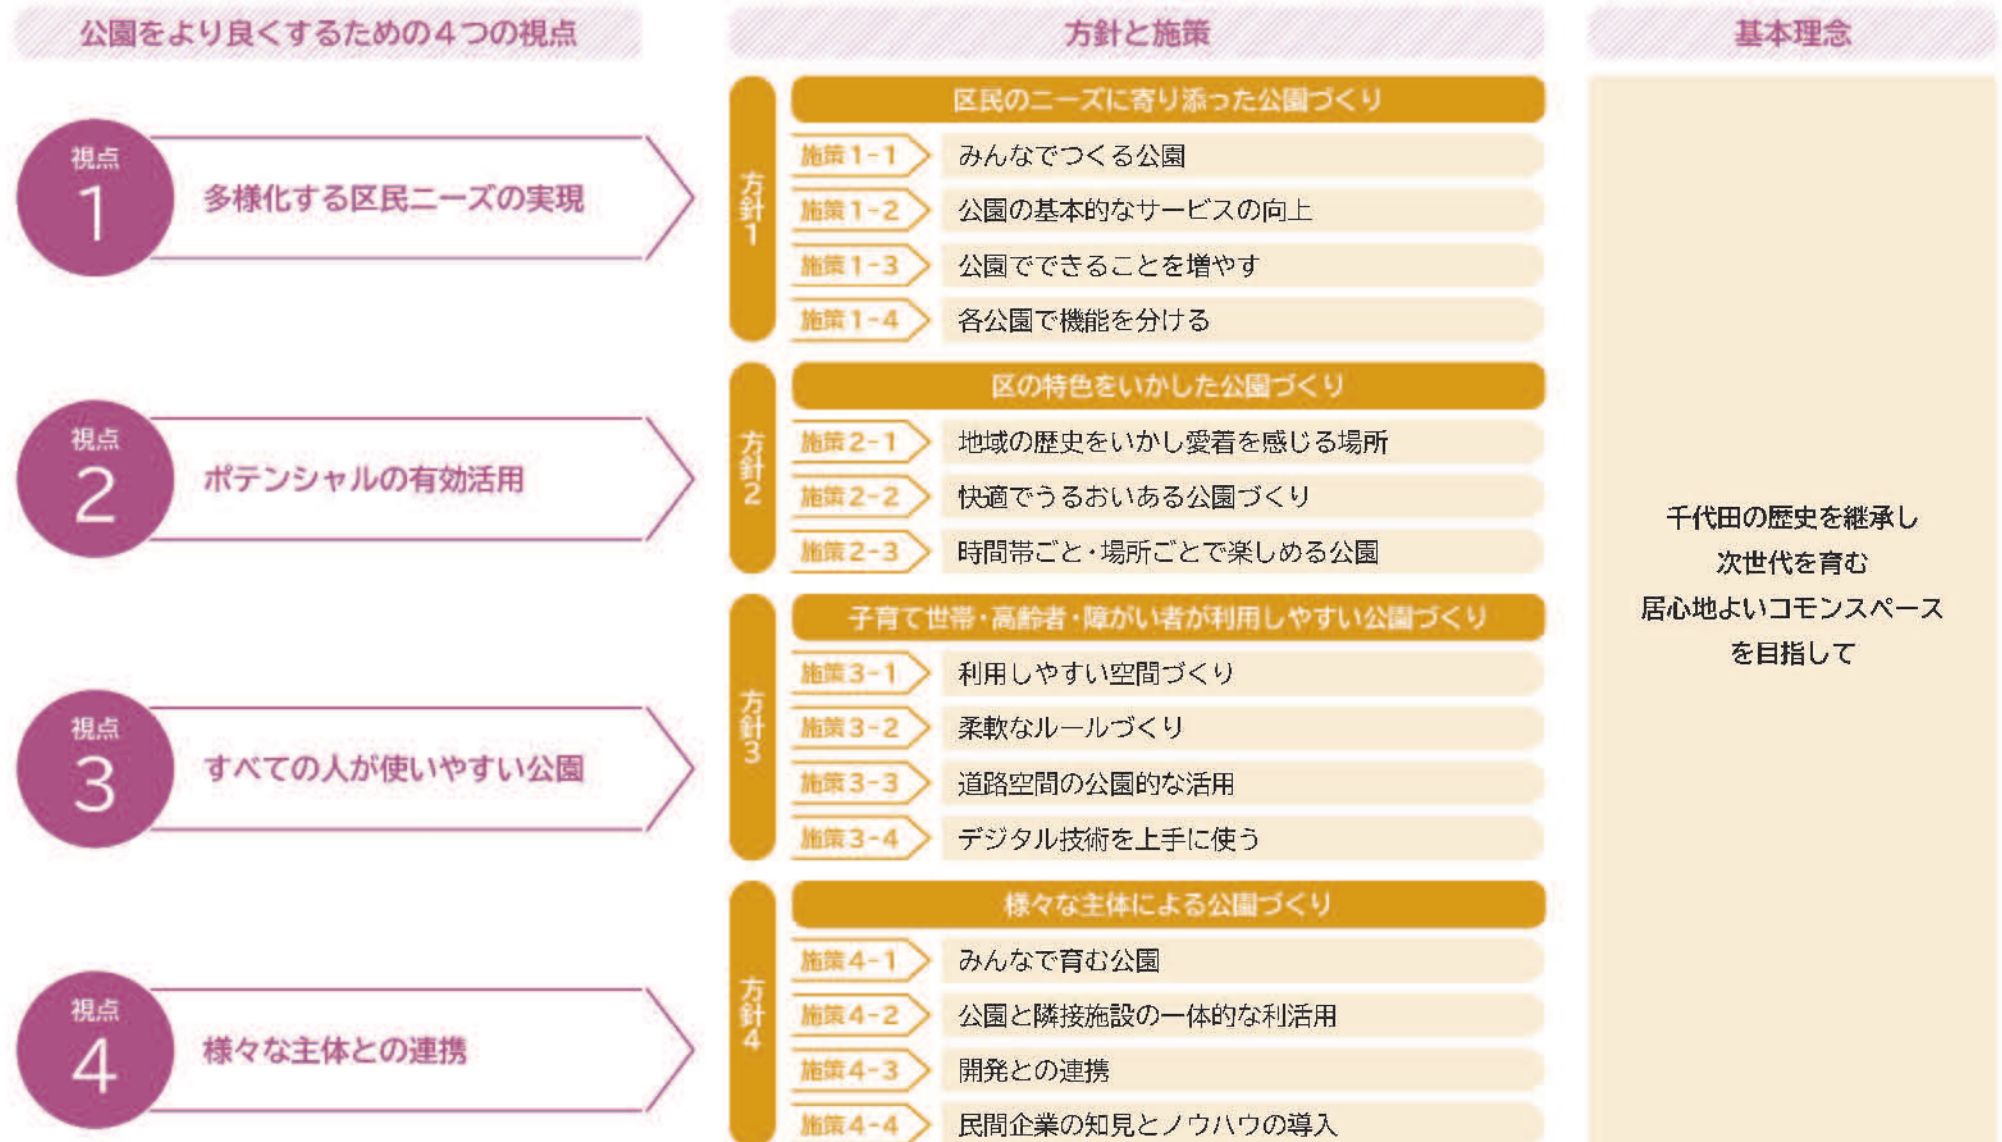 公園をより良くするための4つの視点
視点
1
多様化する区民ニーズの実現
視点
2
ポテンシャルの有効活用
視点
3
すべての人が使いやすい公園
視点
4
様々な主体との連携
方針と施策
方針1
区民のニーズに寄り添った公園づくり
施策1-1 みんなでつくる公園
施策1-2 公園の基本的なサービスの向上
施策1-3 公園でできることを増やす
施策1-4 各公園で機能を分ける
方針2
区の特色をいかした公園づくり
施策2-1 地域の歴史をいかし愛着を感じる場所
施策2-2 快適でうるおいある公園づくり
施策2-3 時間帯ごと・場所ごとで楽しめる公園
方針3
子育て世帯・高齢者・障がい者が利用しやすい公園づくり
施策3-1 利用しやすい空間づくり
施策3-2 柔軟なルールづくり
施策3-3 道路空間の公園的な活用
施策3-4 デジタル技術を上手に使う
方針4
様々な主体による公園づくり
施策4-1 みんなで育む公園
施策4-2 公園と隣接施設の一体的な利活用
施策4-3 開発との連携
施策4-4 民間企業の知見とノウハウの導入
基本理念
千代田の歴史を継承し
次世代を育む
居心地よいコモンスペース
を目指して